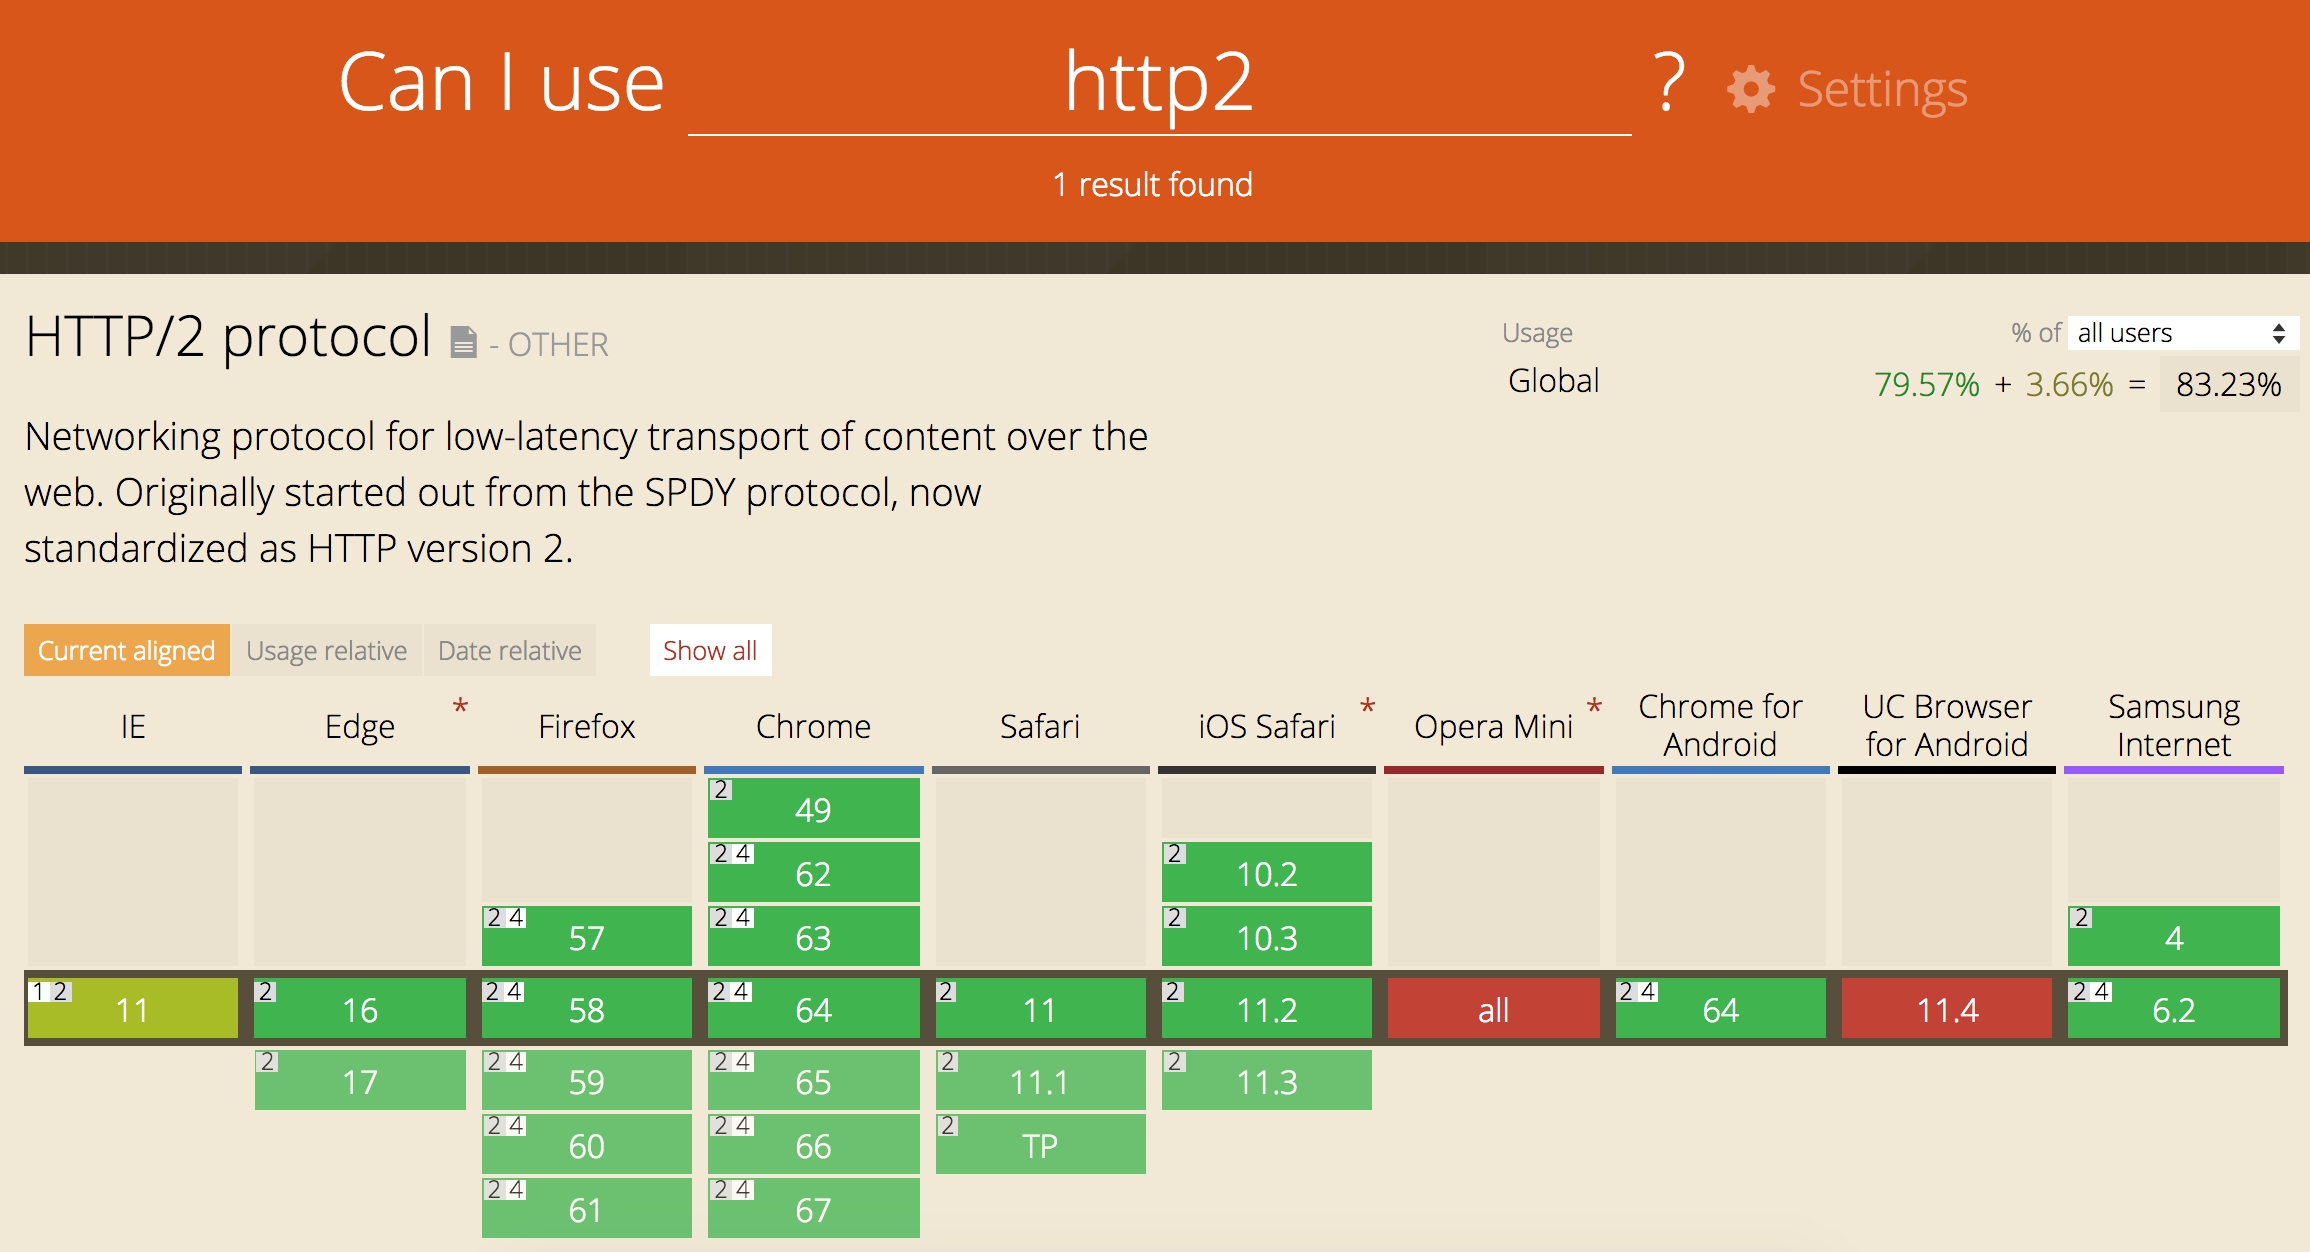 Can I use http2 ? Settings
1 result found
HTTP/2 protocol - OTHER
Usage % of all users
Global 79.57% + 3.66% = 83.23%
Networking protocol for low-latency transport of content over the
web. Originally started out from the SPDY protocol, now
standardized as HTTP version 2.
Current aligned Usage relative Date relative Show all
IE Edge * Firefox Chrome Safari iOS Safari * Opera Mini * Chrome for Android UC Browser for Android Samsung Internet
2 49
2 4 62 2 10.2
2 4 57 2 4 63 2 10.3 2 4
1 2 11 2 16 2 4 58 2 4 64 2 11 2 11.2 all 2 4 64 11.4 2 4 6.2
2 17 2 4 59 2 4 65 2 11.1 2 11.3
2 4 60 2 4 66 2 TP
2 4 61 2 4 67